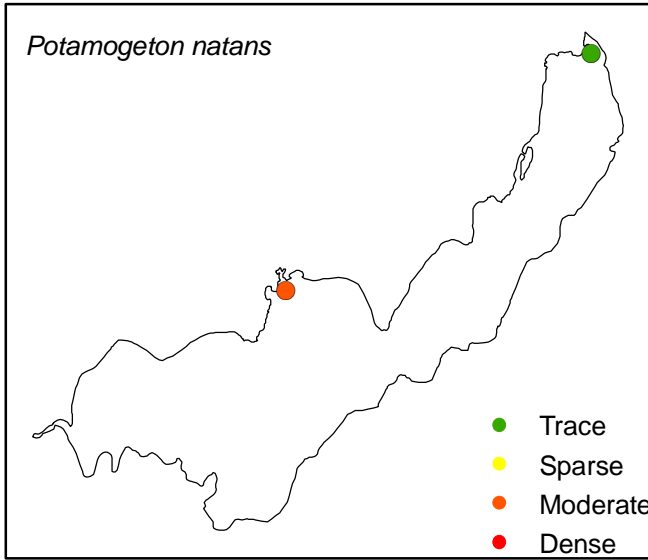 Potamogeton natans
Trace
Sparse
Moderate
Dense